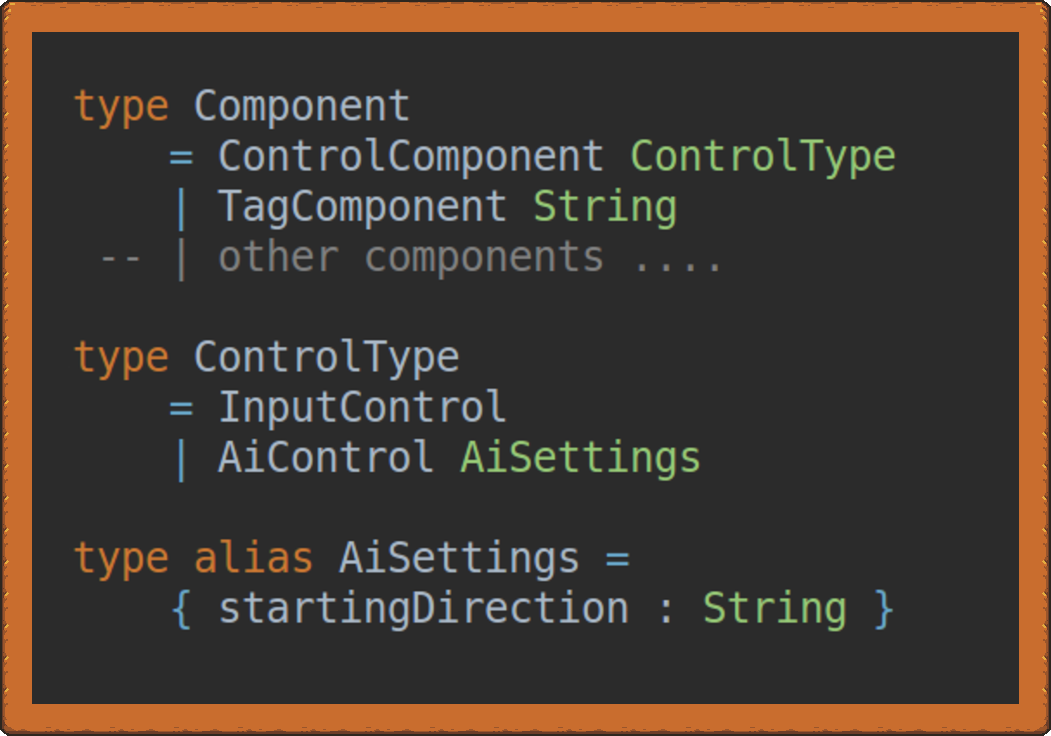 type Component
    = ControlComponent ControlType
    | TagComponent String
 -- | other components ....
type ControlType
    = InputControl
    | AiControl AiSettings
type alias AiSettings =
    { startingDirection : String }